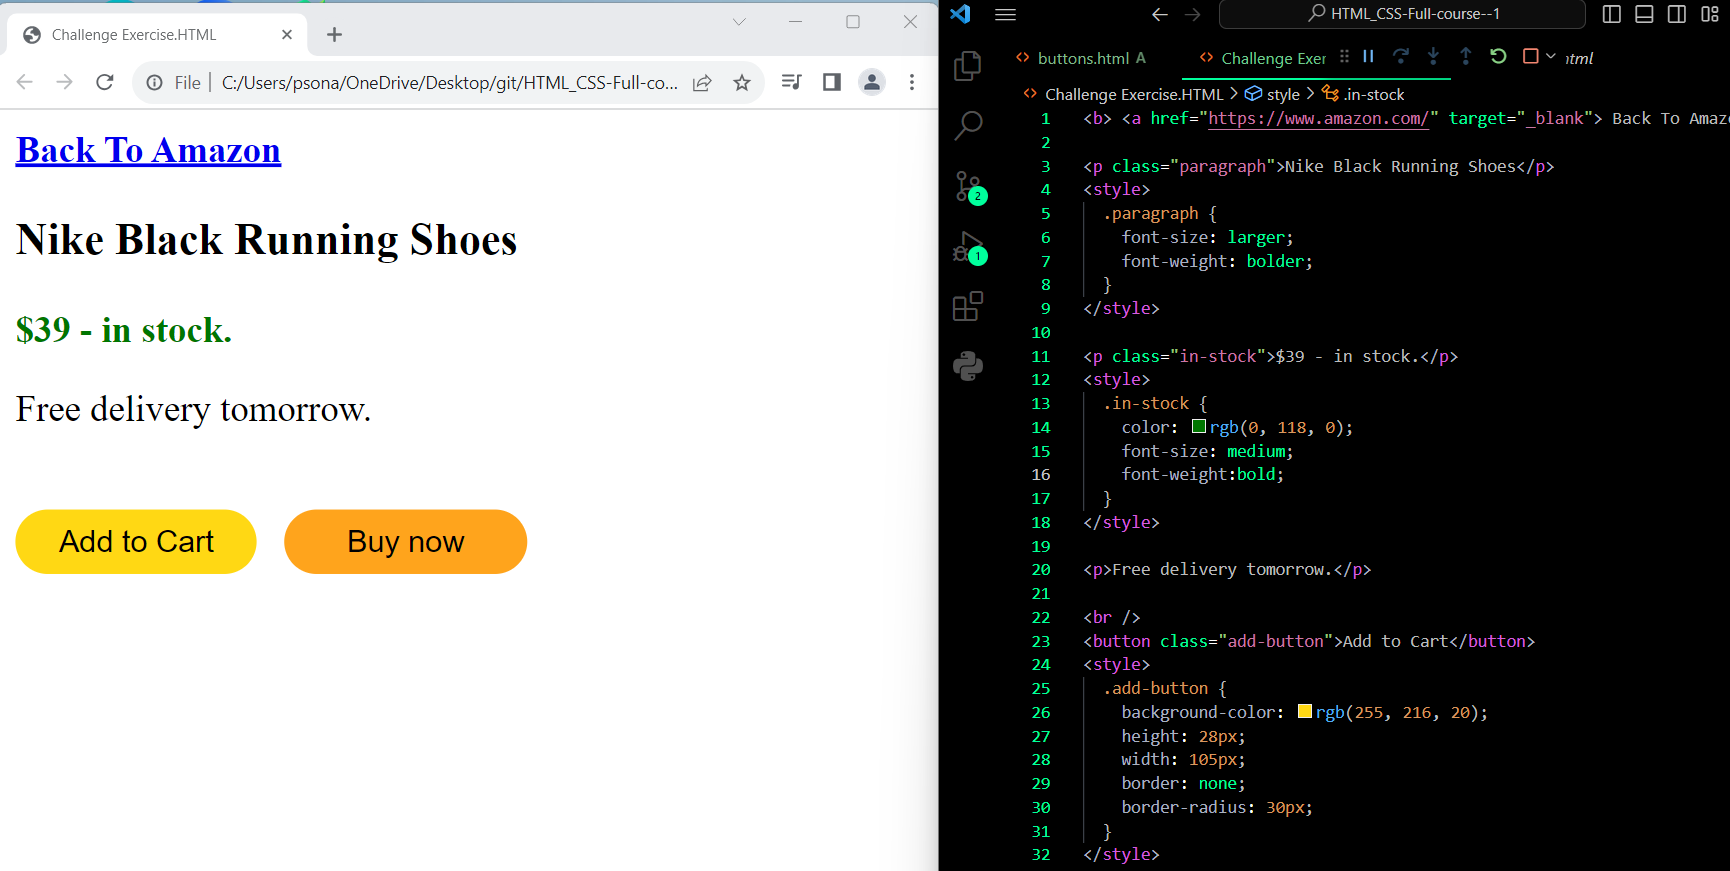 Challenge Exercise.HTML
File | C:/Users/psona/OneDrive/Desktop/git/HTML_CSS-Full-co...
Back To Amazon
Nike Black Running Shoes
$39 - in stock.
Free delivery tomorrow.
Add to Cart
Buy now
HTML_CSS-Full-course--1
buttons.html A
Challenge Exer
html
Challenge Exercise.HTML > style > .in-stock
2
1
1 <b> <a href="https://www.amazon.com/" target="_blank"> Back To Amaz
2
3 <p class="paragraph">Nike Black Running Shoes</p>
4 <style>
5 .paragraph {
6 font-size: larger;
7 font-weight: bolder;
8 }
9 </style>
10
11 <p class="in-stock">$39 - in stock.</p>
12 <style>
13 .in-stock {
14 color: rgb(0, 118, 0);
15 font-size: medium;
16 font-weight:bold;
17 }
18 </style>
19
20 <p>Free delivery tomorrow.</p>
21
22 <br />
23 <button class="add-button">Add to Cart</button>
24 <style>
25 .add-button {
26 background-color: rgb(255, 216, 20);
27 height: 28px;
28 width: 105px;
29 border: none;
30 border-radius: 30px;
31 }
32 </style>